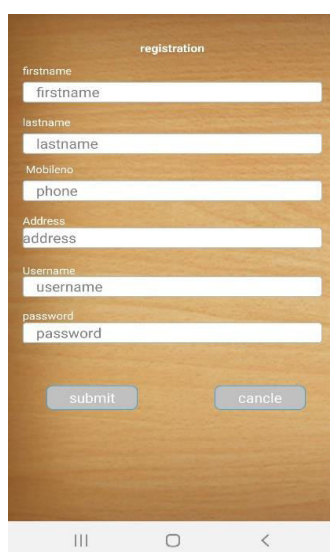 registration
firstname
firstname
lastname
lastname
Mobileno
phone
Address
address
Username
username
password
password
submit cancle